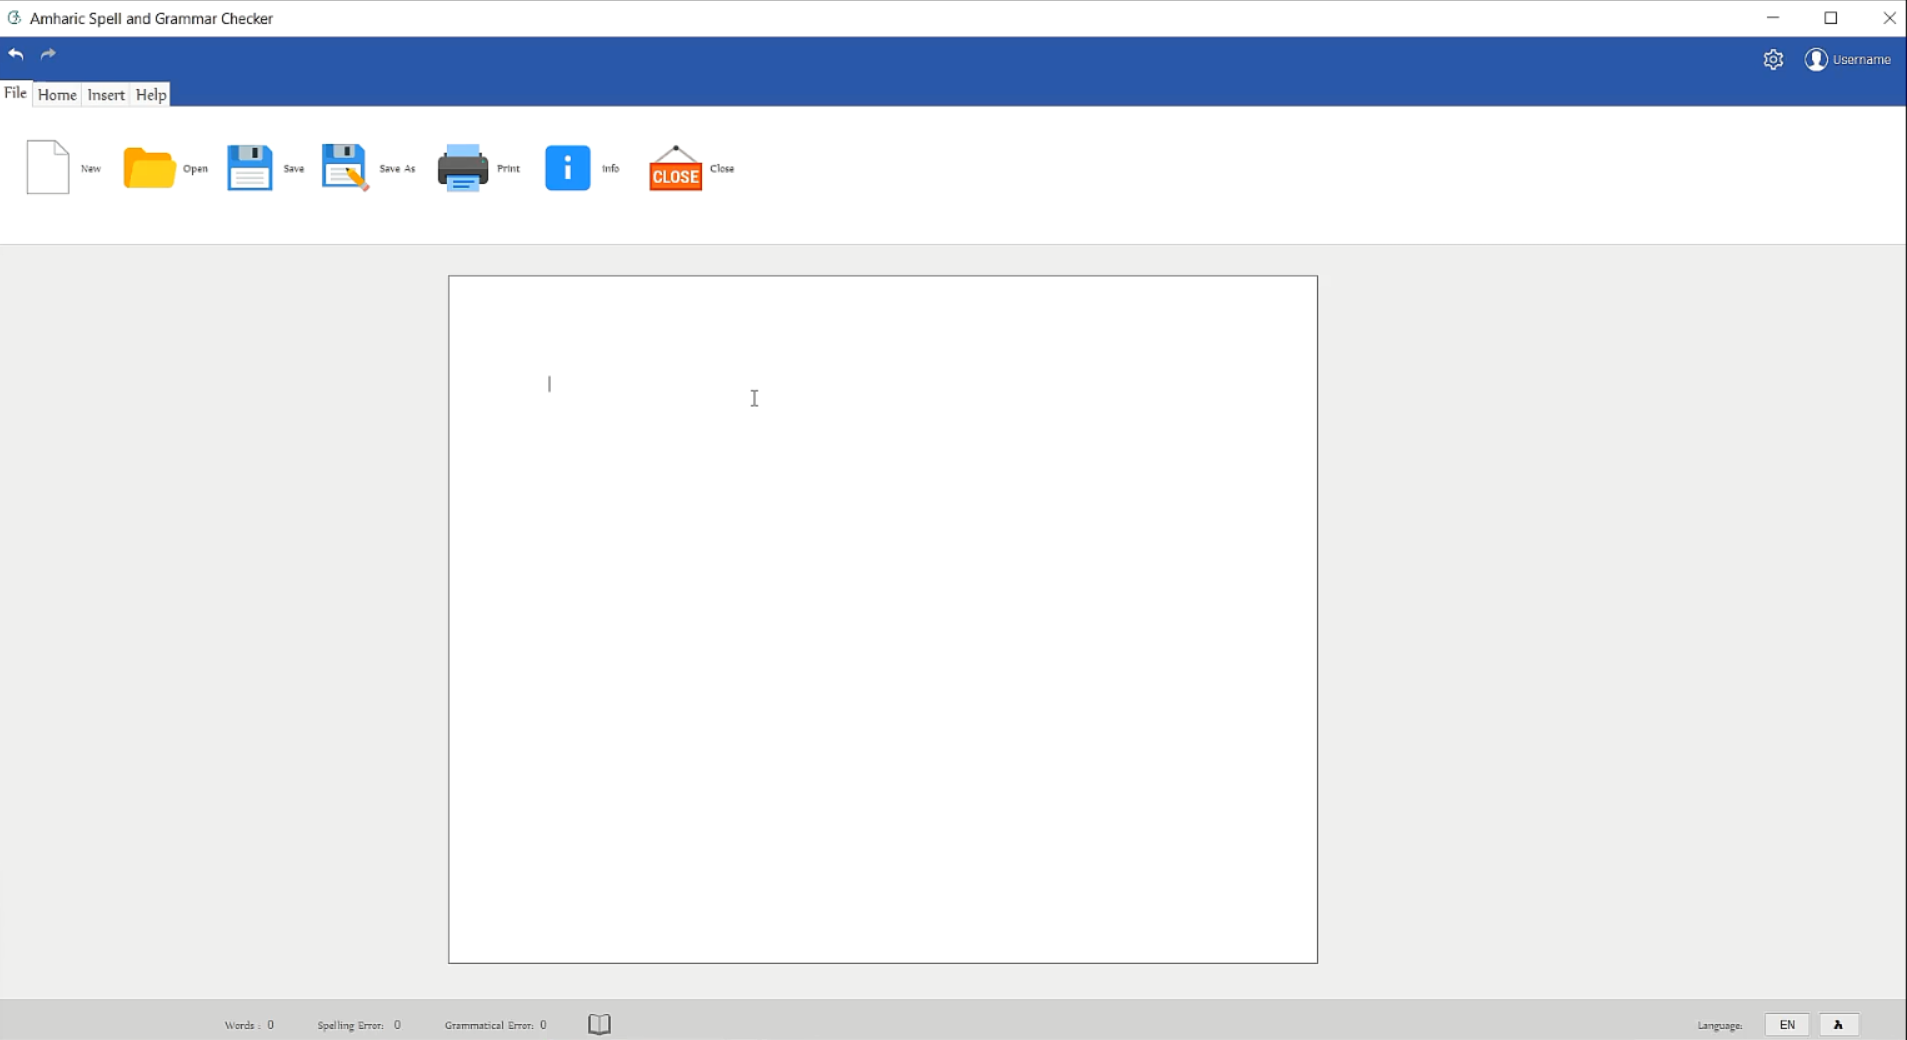 Amharic Spell and Grammar Checker
Username
File Home Insert Help
New Open Save Save As Print Info CLOSE Close
Words : 0 Spelling Error: 0 Grammatical Error: 0 Language: EN አ